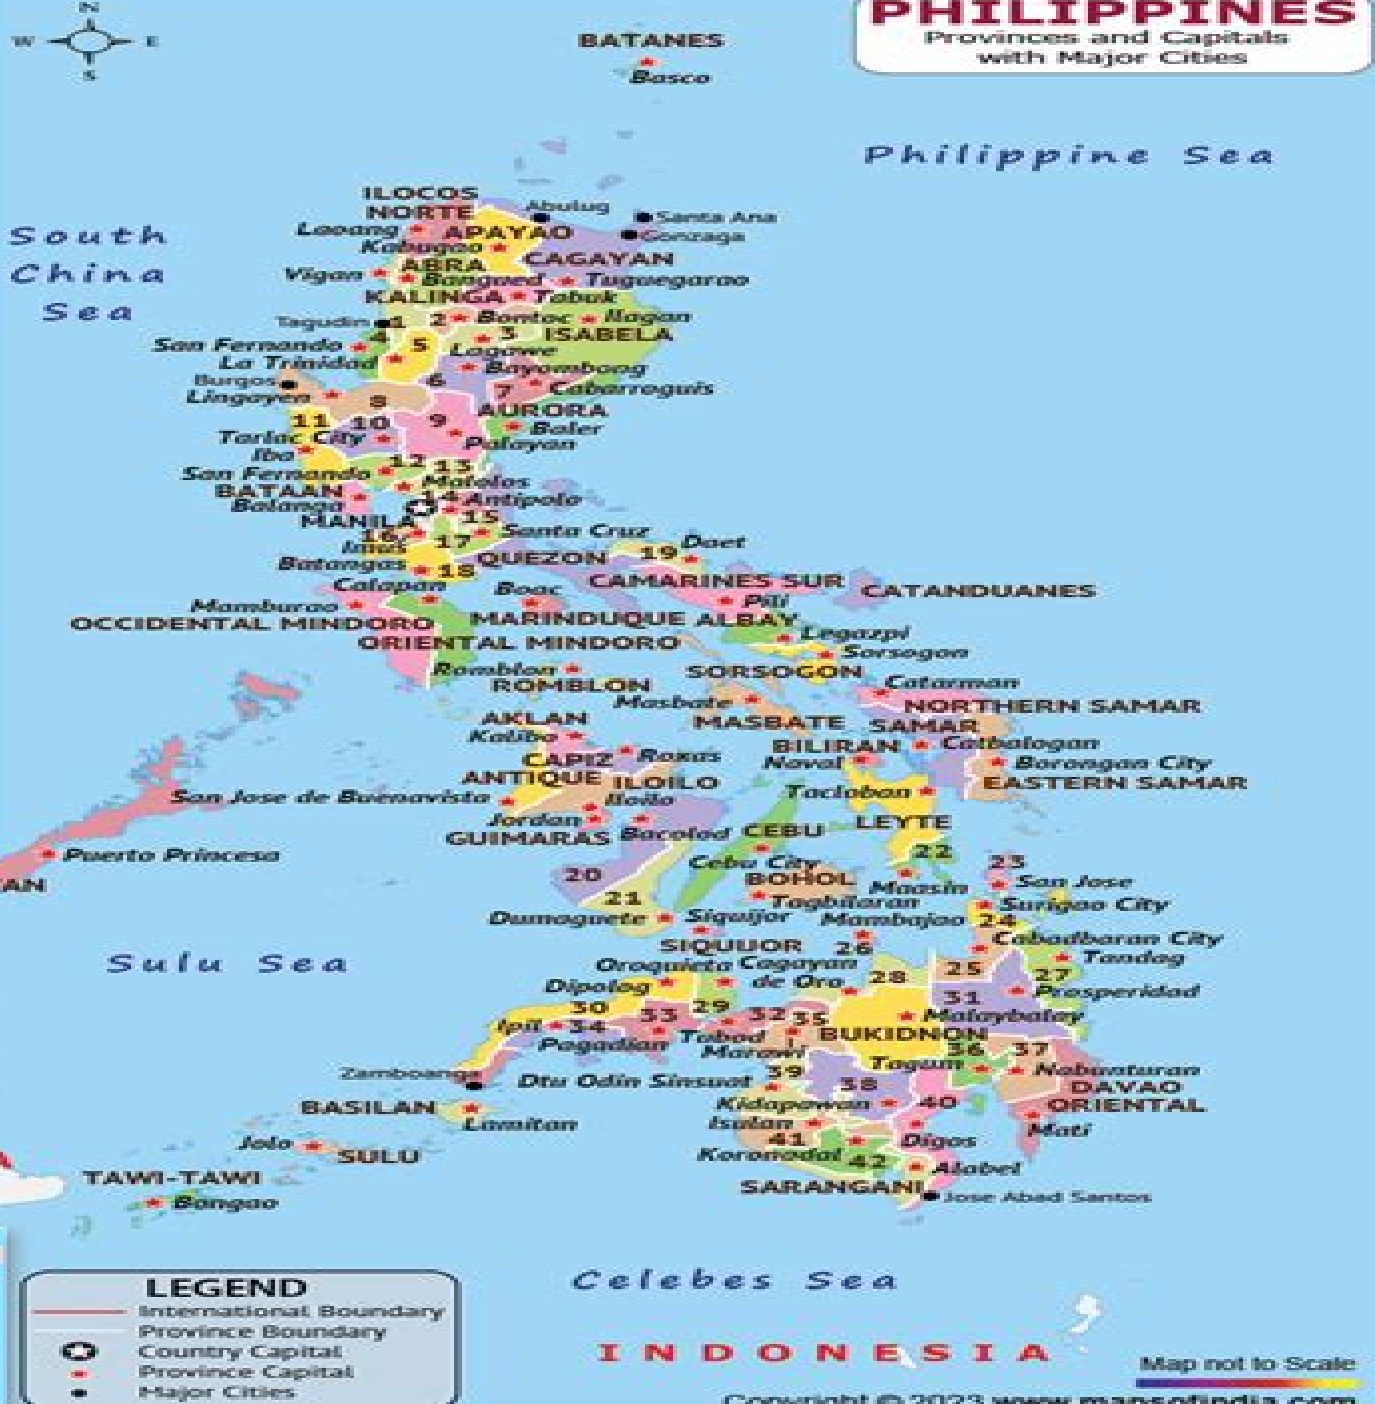 N
W E
S
PHILIPPINES
Provinces and Capitals
with Major Cities
BATANES
Basco
Philippine Sea
South
China
Sea
ILOCOS
NORTE
Abulug
Santa Ana
Laoang
APAYAO
Gonzaga
Kabugao
ABRA
CAGAYAN
Vigan
Bangued
Tuguegarao
KALINGA
Tabuk
Tagudin
1
2
Bontoc
Ilagan
3
ISABELA
San Fernando
4
5
Lagawe
La Trinidad
Bayombong
Burgos
6
7
Cabarroguis
Lingayen
8
AURORA
11
10
9
Baler
Tarlac City
Palayan
Iba
12
13
San Fernando
Malolos
BATAAN
14
Antipolo
Balanga
MANILA
15
16
Santa Cruz
Imus
17
19
Daet
Batangas
18
QUEZON
Calapan
Boac
CAMARINES SUR
CATANDUANES
Mamburao
Pili
OCCIDENTAL MINDORO
MARINDUQUE
ALBAY
Legazpi
ORIENTAL MINDORO
Sorsogon
Romblon
SORSOGON
ROMBLON
Catarman
Masbate
NORTHERN SAMAR
AKLAN
MASBATE
SAMAR
Kalibo
BILIRAN
Catbalogan
CAPIZ
Roxas
Naval
Borongan City
ANTIQUE
ILOILO
EASTERN SAMAR
San Jose de Buenavista
Iloilo
Tacloban
Jordan
LEYTE
GUIMARAS
Bacolod
CEBU
Puerto Princesa
Cebu City
22
23
AN
20
BOHOL
Maasin
San Jose
21
Tagbilaran
Surigao City
Dumaguete
Siquijor
Mambajao
24
SIQUIJOR
26
Cabadbaran City
Sulu Sea
Oroquieta
Cagayan
de Oro
Tandag
Dipolog
28
25
27
31
Prosperidad
30
29
Ipil
34
33
32
35
Malaybalay
Pagadian
Tubod
BUKIDNON
Marawi
36
37
Zamboanga
Dtu Odin Sinsuat
39
Tagum
Nabunturan
38
DAVAO
ORIENTAL
BASILAN
Kidapawan
40
Lamitan
Isulan
Mati
Jolo
41
Digos
SULU
Koronadal
42
Alabel
TAWI-TAWI
SARANGANI
Bongao
Jose Abad Santos
Celebes Sea
LEGEND
International Boundary
Province Boundary
Country Capital
Province Capital
Major Cities
INDONESIA
Map not to Scale
Copyright © 2023 www.mapsofindia.com